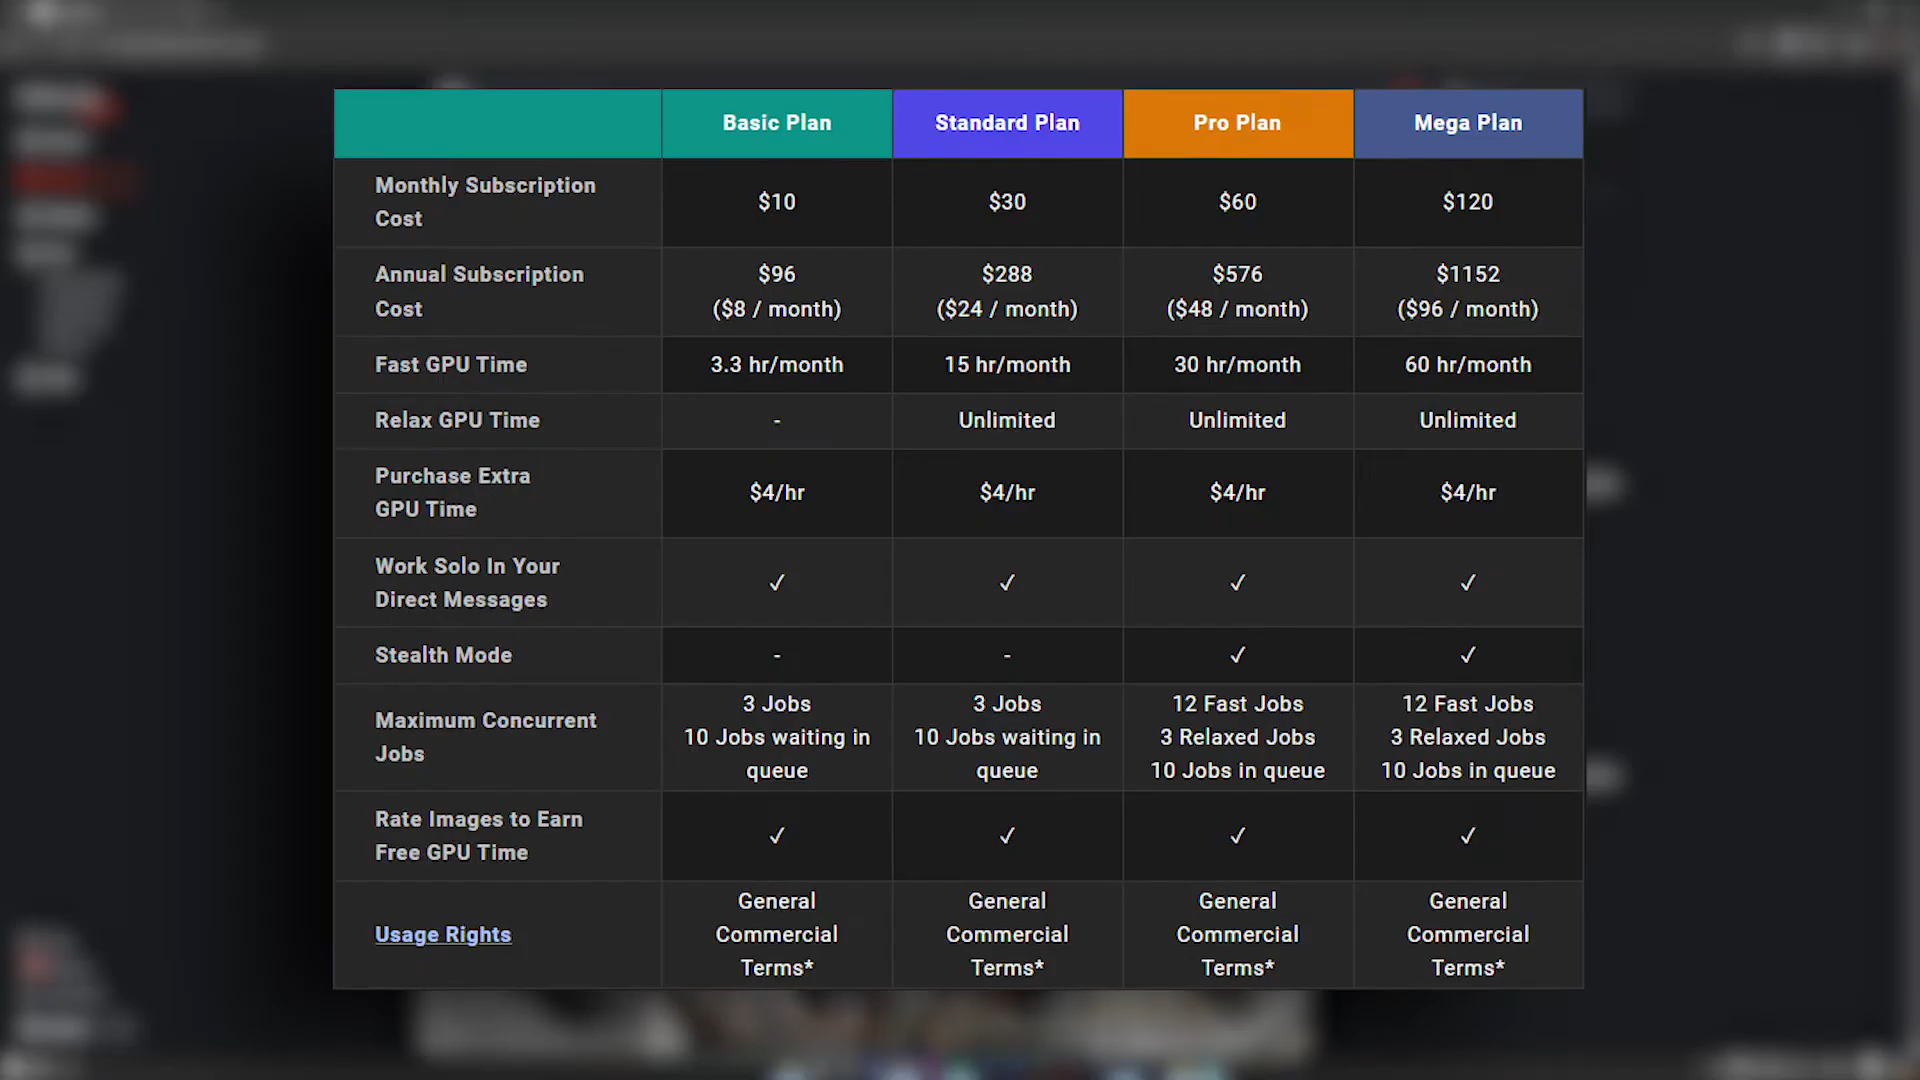 Basic Plan
Standard Plan
Pro Plan
Mega Plan
Monthly Subscription
Cost
$10
$30
$60
$120
Annual Subscription
Cost
$96
($8 / month)
$288
($24 / month)
$576
($48 / month)
$1152
($96 / month)
Fast GPU Time
3.3 hr/month
15 hr/month
30 hr/month
60 hr/month
Relax GPU Time
-
Unlimited
Unlimited
Unlimited
Purchase Extra
GPU Time
$4/hr
$4/hr
$4/hr
$4/hr
Work Solo In Your
Direct Messages
✓
✓
✓
✓
Stealth Mode
-
-
✓
✓
Maximum Concurrent
Jobs
3 Jobs
10 Jobs waiting in
queue
3 Jobs
10 Jobs waiting in
queue
12 Fast Jobs
3 Relaxed Jobs
10 Jobs in queue
12 Fast Jobs
3 Relaxed Jobs
10 Jobs in queue
Rate Images to Earn
Free GPU Time
✓
✓
✓
✓
Usage Rights
General
Commercial
Terms*
General
Commercial
Terms*
General
Commercial
Terms*
General
Commercial
Terms*